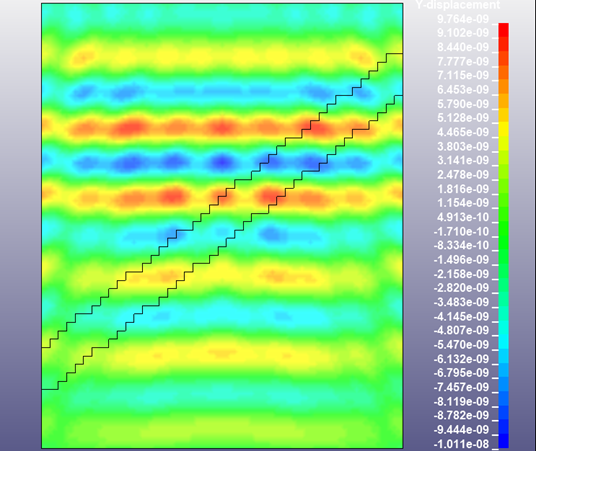 Y-displacement
9.764e-09
9.102e-09
8.440e-09
7.777e-09
7.115e-09
6.453e-09
5.790e-09
5.128e-09
4.465e-09
3.803e-09
3.141e-09
2.478e-09
1.816e-09
1.154e-09
4.913e-10
-1.710e-10
-8.334e-10
-1.496e-09
-2.158e-09
-2.820e-09
-3.483e-09
-4.145e-09
-4.807e-09
-5.470e-09
-6.132e-09
-6.795e-09
-7.457e-09
-8.119e-09
-8.782e-09
-9.444e-09
-1.011e-08